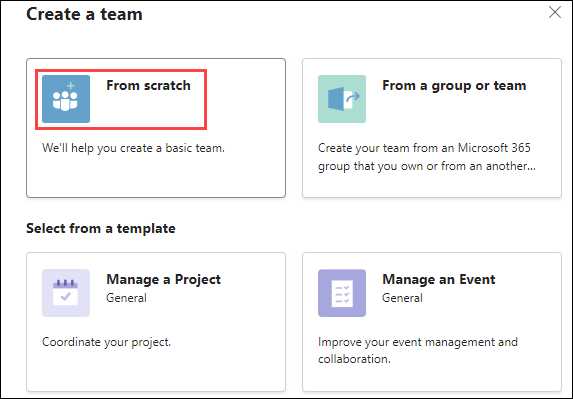 Create a team
From scratch
We'll help you create a basic team.
From a group or team
Create your team from an Microsoft 365
group that you own or from an another...
Select from a template
Manage a Project
General
Coordinate your project.
Manage an Event
General
Improve your event management and
collaboration.